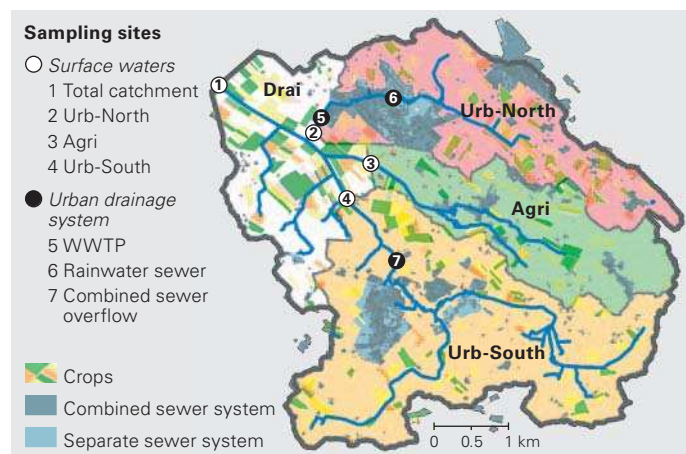 Sampling sites
Surface waters
1 Total catchment
2 Urb-North
3 Agri
4 Urb-South
Urban drainage
system
5 WWTP
6 Rainwater sewer
7 Combined sewer
overflow
Crops
Combined sewer system
Separate sewer system
1
Drai
5
2
6
Urb-North
3
4
Agri
7
Urb-South
0 0.5 1 km